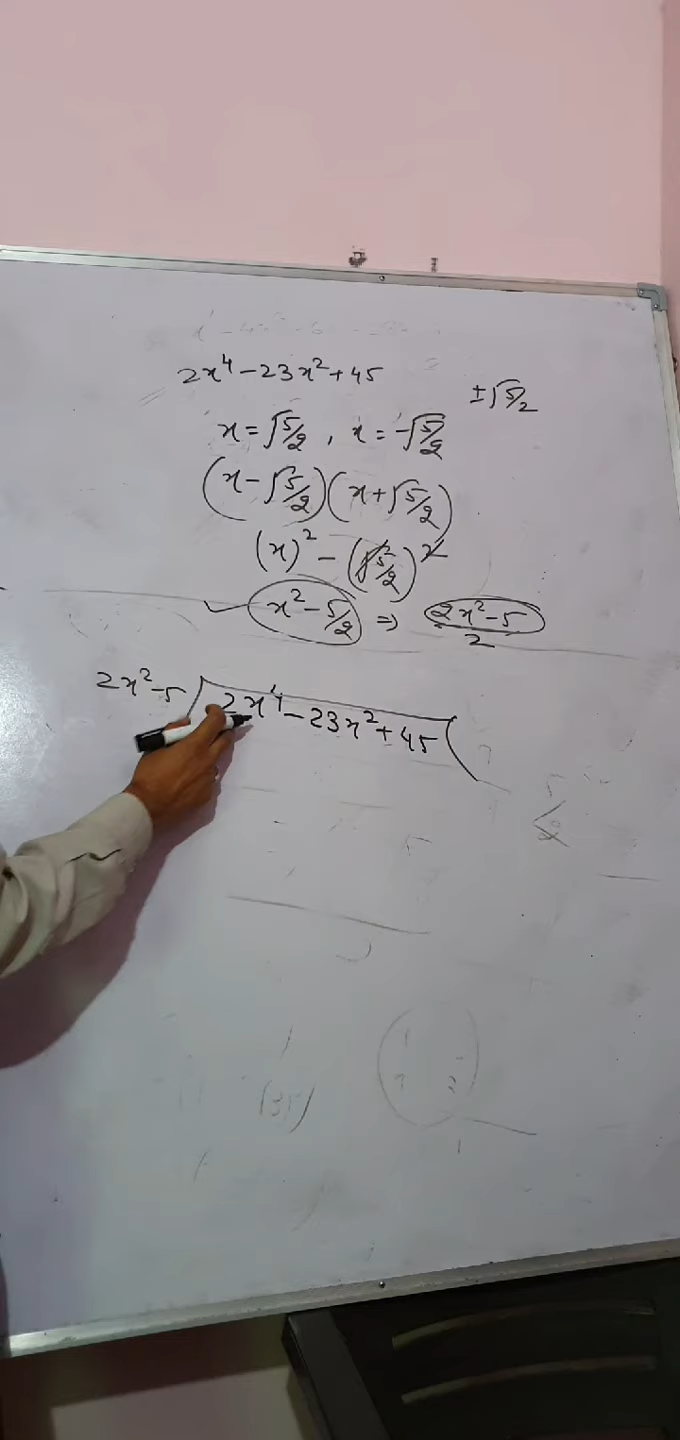 2x⁴-23x²+45
±√5/2
x=√5/2, x=-√5/2
(x-√5/2)(x+√5/2)
(x)²-(√5/2)²
x²-5/2 ⇒ 2x²-5/2
2x²-5 ) 2x⁴-23x²+45 (